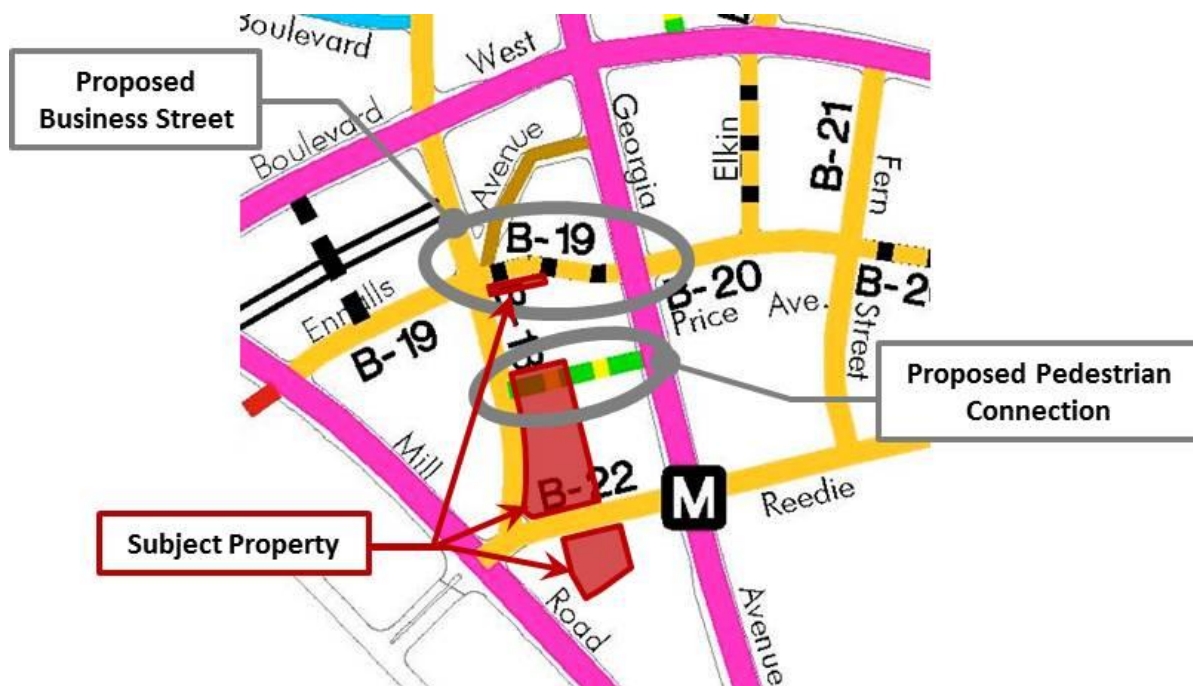 Boulevard
West
Proposed
Business Street
Boulevard
Avenue
Georgia
Elkin
B-21
Fern
B-19
B-20
Price Ave.
B-2
Street
Ennalls
B-19
Proposed Pedestrian
Connection
Mill
B-22
M
Reedie
Subject Property
Road
Avenue